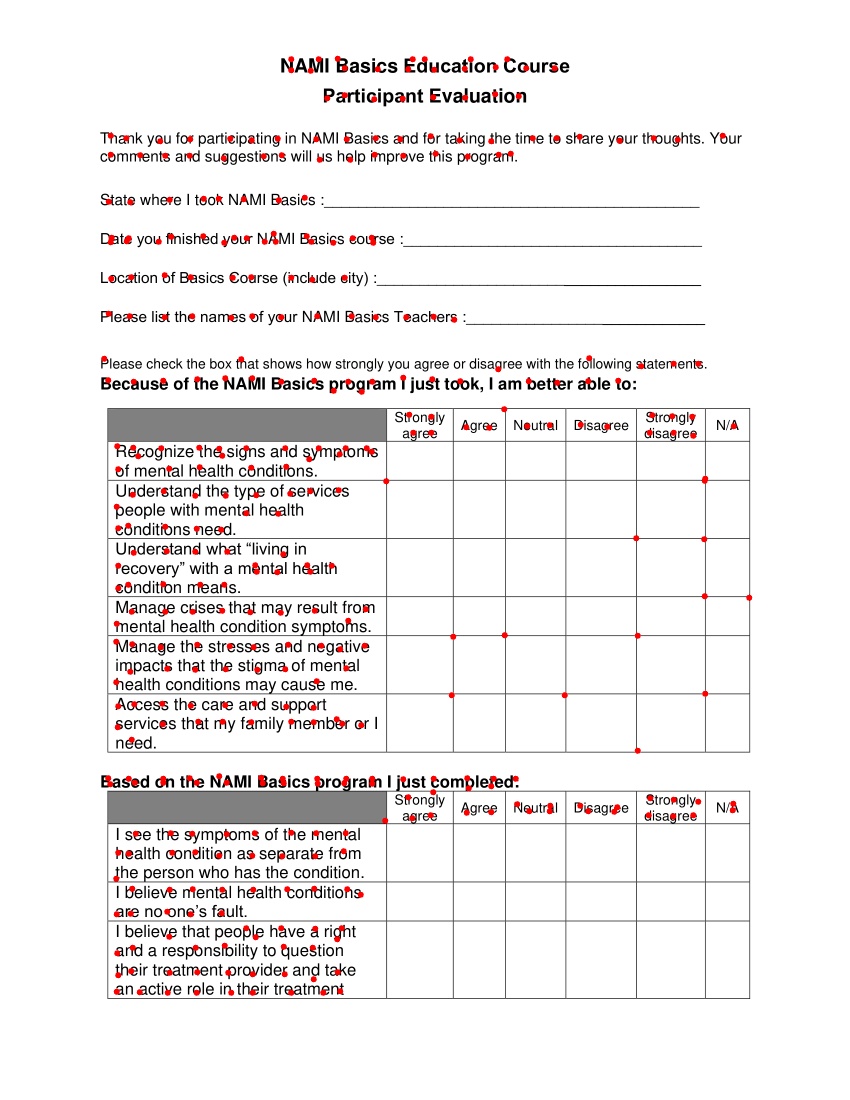 NAMI Basics Education Course
Participant Evaluation
Thank you for participating in NAMI Basics and for taking the time to share your thoughts. Your
comments and suggestions will us help improve this program.
State where I took NAMI Basics :
Date you finished your NAMI Basics course :
Location of Basics Course (include city) :
Please list the names of your NAMI Basics Teachers :
Please check the box that shows how strongly you agree or disagree with the following statements.
Because of the NAMI Basics program I just took, I am better able to:
Strongly agree Agree Neutral Disagree Strongly disagree N/A
Recognize the signs and symptoms
of mental health conditions.
Understand the type of services
people with mental health
conditions need.
Understand what “living in
recovery” with a mental health
condition means.
Manage crises that may result from
mental health condition symptoms.
Manage the stresses and negative
impacts that the stigma of mental
health conditions may cause me.
Access the care and support
services that my family member or I
need.
Based on the NAMI Basics program I just completed:
Strongly agree Agree Neutral Disagree Strongly disagree N/A
I see the symptoms of the mental
health condition as separate from
the person who has the condition.
I believe mental health conditions
are no one’s fault.
I believe that people have a right
and a responsibility to question
their treatment provider and take
an active role in their treatment